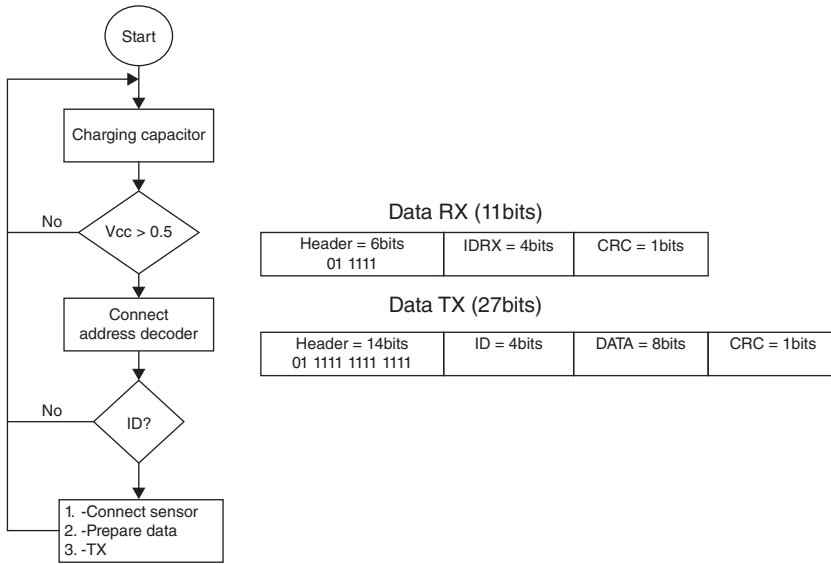 Start
Charging capacitor
No
Vcc > 0.5
Connect
address decoder
No
ID?
1. -Connect sensor
2. -Prepare data
3. -TX
Data RX (11bits)
Header = 6bits
01 1111
IDRX = 4bits
CRC = 1bits
Data TX (27bits)
Header = 14bits
01 1111 1111 1111
ID = 4bits
DATA = 8bits
CRC = 1bits